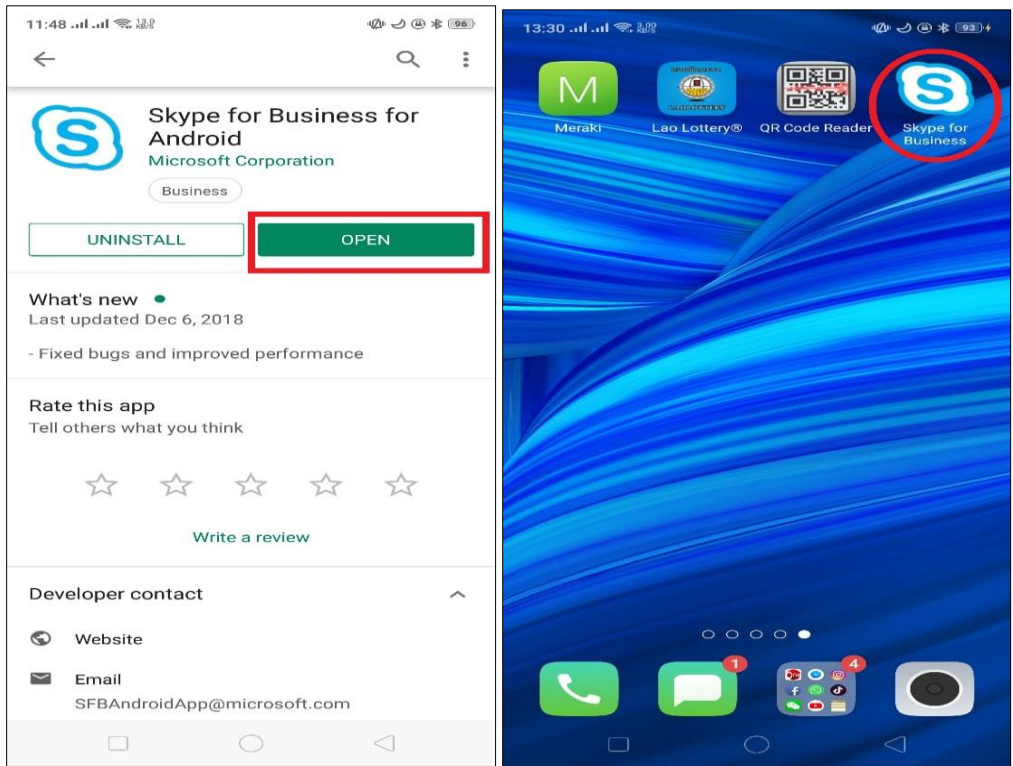 11:48
96
Skype for Business for
Android
Microsoft Corporation
Business
UNINSTALL
OPEN
What's new
Last updated Dec 6, 2018
- Fixed bugs and improved performance
Rate this app
Tell others what you think
Write a review
Developer contact
Website
Email
SFBAndroidApp@microsoft.com
13:30
93
Meraki
Lao Lottery®
QR Code Reader
Skype for
Business
1
4